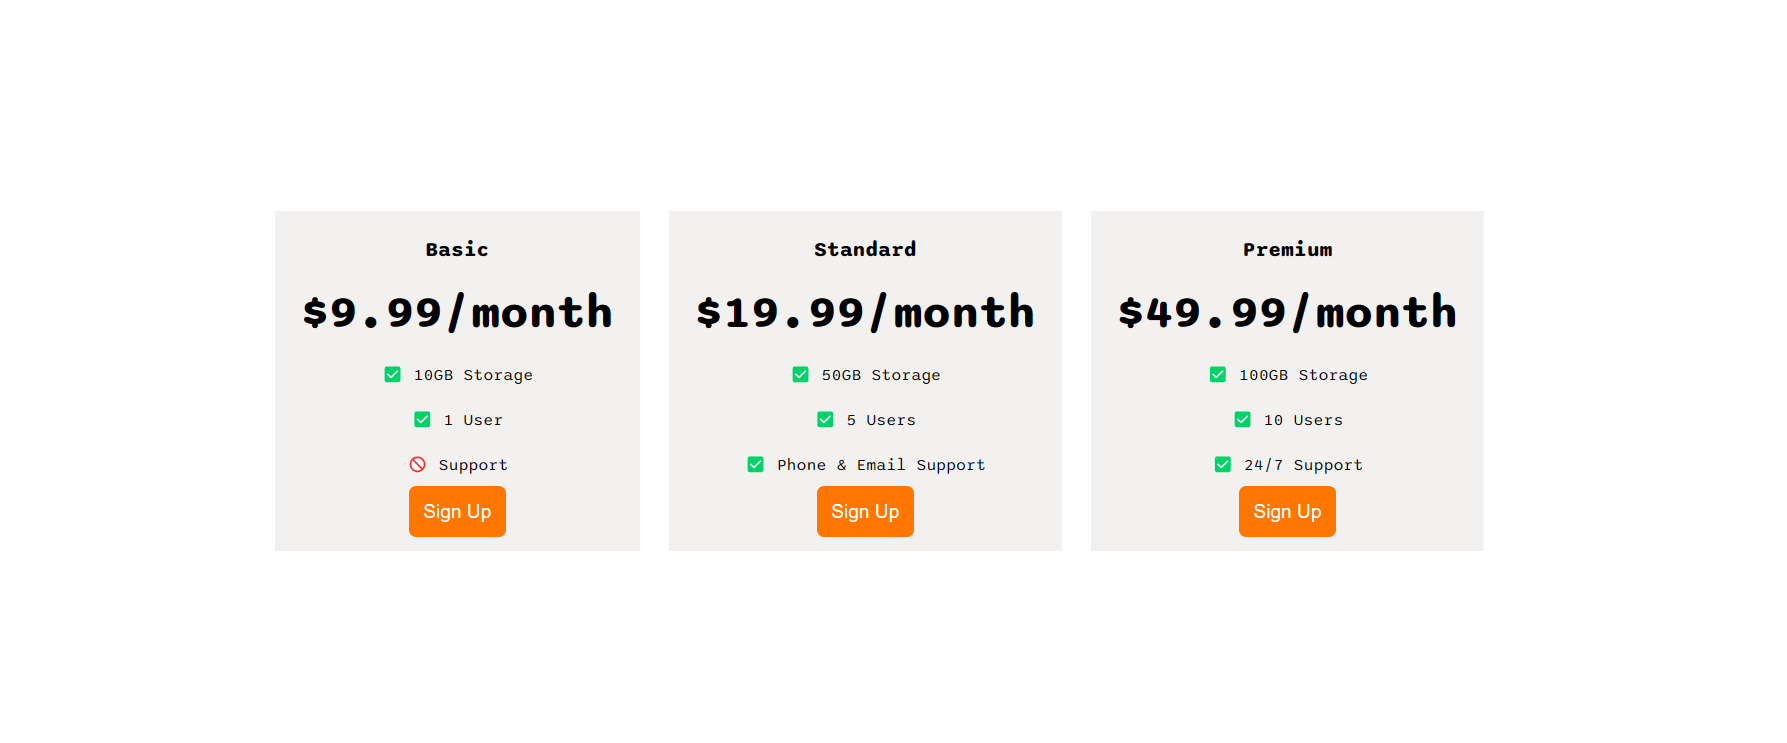 Basic
$9.99/month
10GB Storage
1 User
Support
Sign Up
Standard
$19.99/month
50GB Storage
5 Users
Phone & Email Support
Sign Up
Premium
$49.99/month
100GB Storage
10 Users
24/7 Support
Sign Up